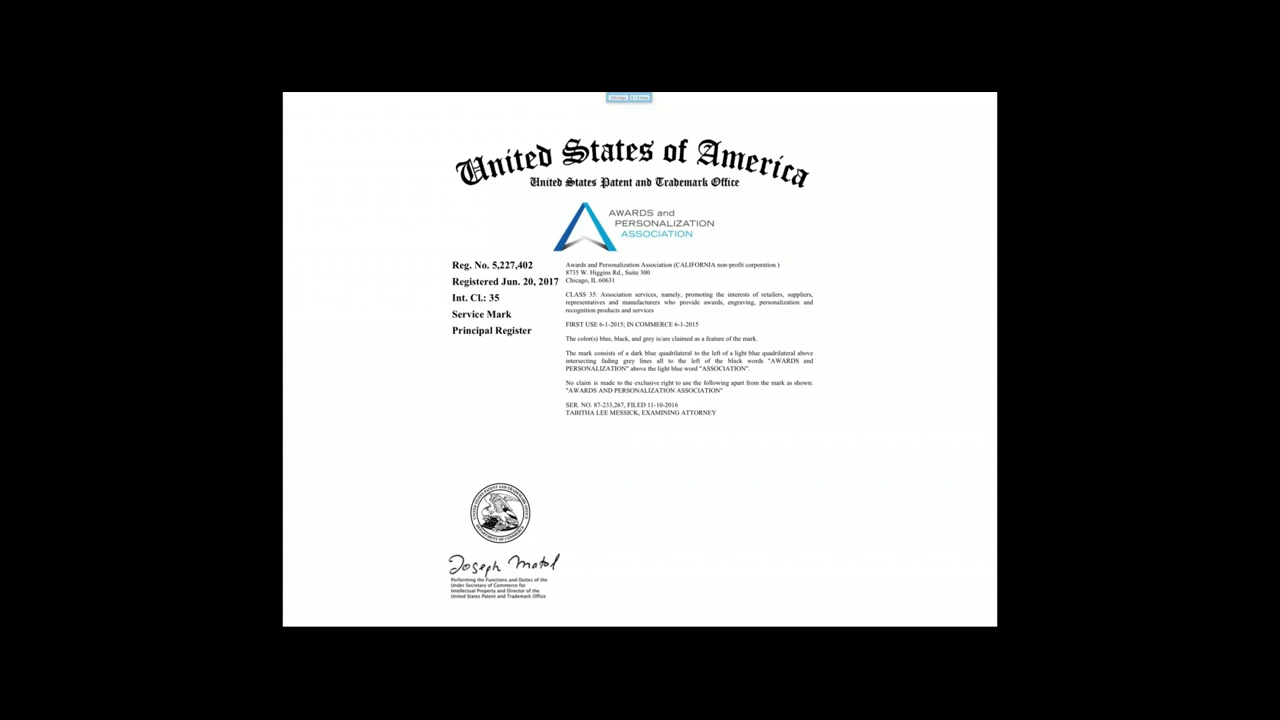 United States of America
United States Patent and Trademark Office
AWARDS and
PERSONALIZATION
ASSOCIATION
Reg. No. 5,227,402
Registered Jun. 20, 2017
Int. Cl.: 35
Service Mark
Principal Register
Awards and Personalization Association (CALIFORNIA non-profit corporation )
8735 W. Higgins Rd., Suite 300
Chicago, IL 60631
CLASS 35: Association services, namely, promoting the interests of retailers, suppliers,
representatives and manufacturers who provide awards, engraving, personalization and
recognition products and services
FIRST USE 6-1-2015; IN COMMERCE 6-1-2015
The color(s) blue, black, and grey is/are claimed as a feature of the mark.
The mark consists of a dark blue quadrilateral to the left of a light blue quadrilateral above
intersecting fading grey lines all to the left of the black words "AWARDS and
PERSONALIZATION" above the light blue word "ASSOCIATION".
No claim is made to the exclusive right to use the following apart from the mark as shown:
"AWARDS AND PERSONALIZATION ASSOCIATION"
SER. NO. 87-233,267, FILED 11-10-2016
TABITHA LEE MESSICK, EXAMINING ATTORNEY
UNITED STATES PATENT AND TRADEMARK OFFICE
DEPARTMENT OF COMMERCE
Joseph Matal
Performing the Functions and Duties of the
Under Secretary of Commerce for
Intellectual Property and Director of the
United States Patent and Trademark Office